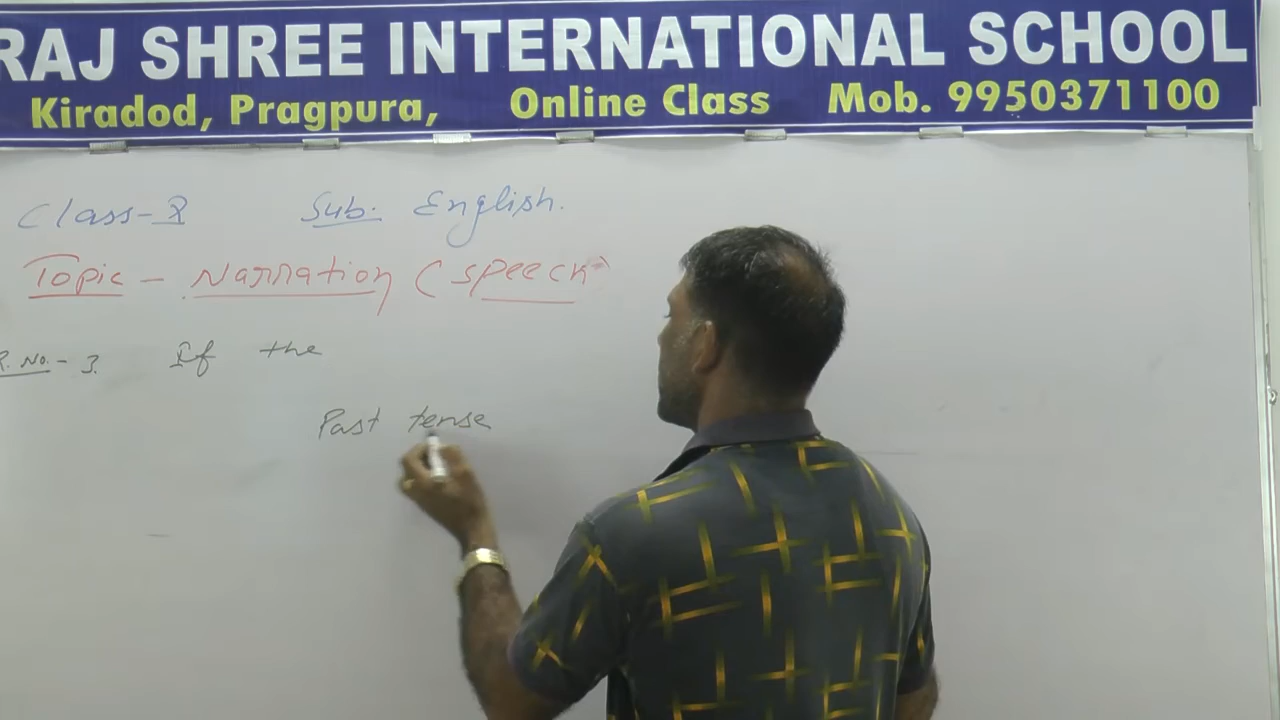 RAJ SHREE INTERNATIONAL SCHOOL
Kiradod, Pragpura, Online Class Mob. 9950371100
Class-X Sub. English.
Topic - Narration (speech)
R. No.- 3. If the
Past tense